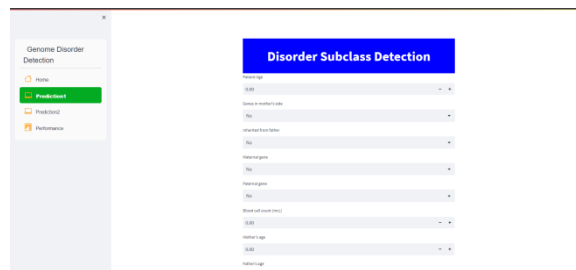 ×
Genome Disorder
Detection
Home
Prediction1
Prediction2
Performance
Disorder Subclass Detection
Patient Age
0.00
- +
Genes in mother's side
No
Inherited from father
No
Maternal gene
No
Paternal gene
No
Blood cell count (mcL)
0.00
- +
Mother's age
0.00
- +
Father's age